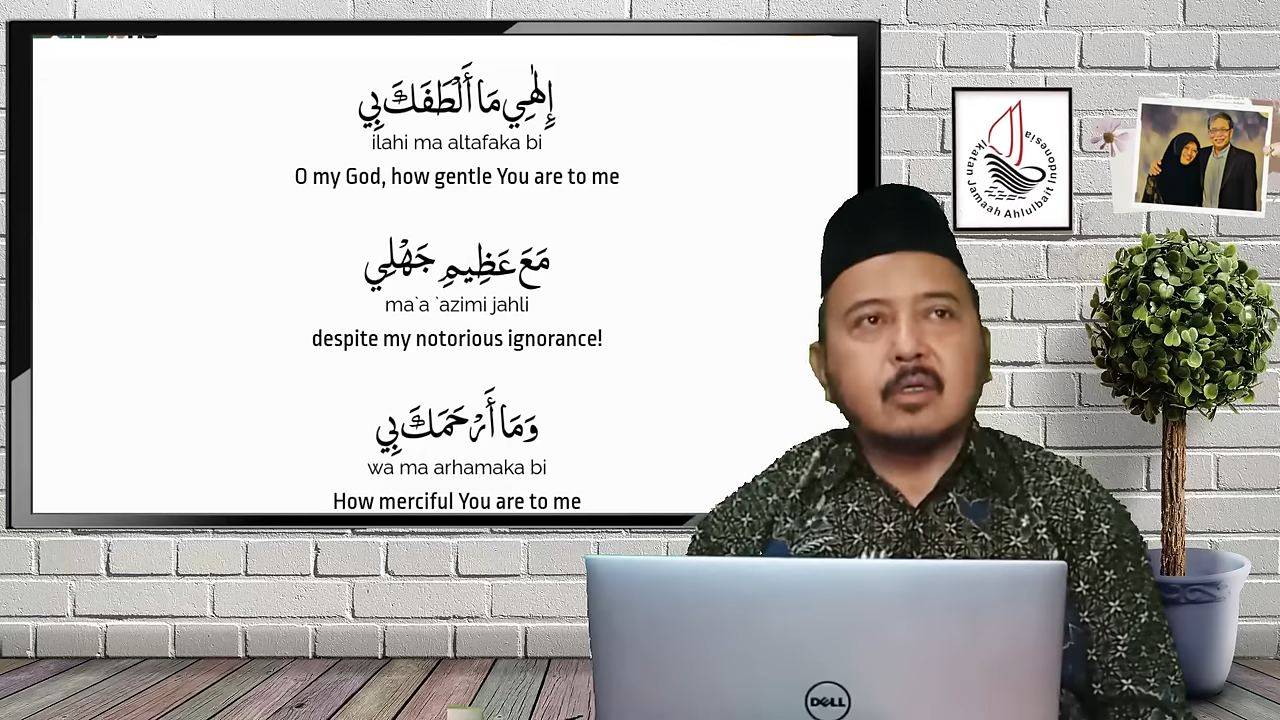 إِلٰهِي مَا أَلْطَفَكَ بِي
ilahi ma altafaka bi
O my God, how gentle You are to me
مَعَ عَظِيمِ جَهْلِي
ma`a `azimi jahli
despite my notorious ignorance!
وَمَا أَرْحَمَكَ بِي
wa ma arhamaka bi
How merciful You are to me
Ikatan Jamaah Ahlulbait Indonesia
DELL